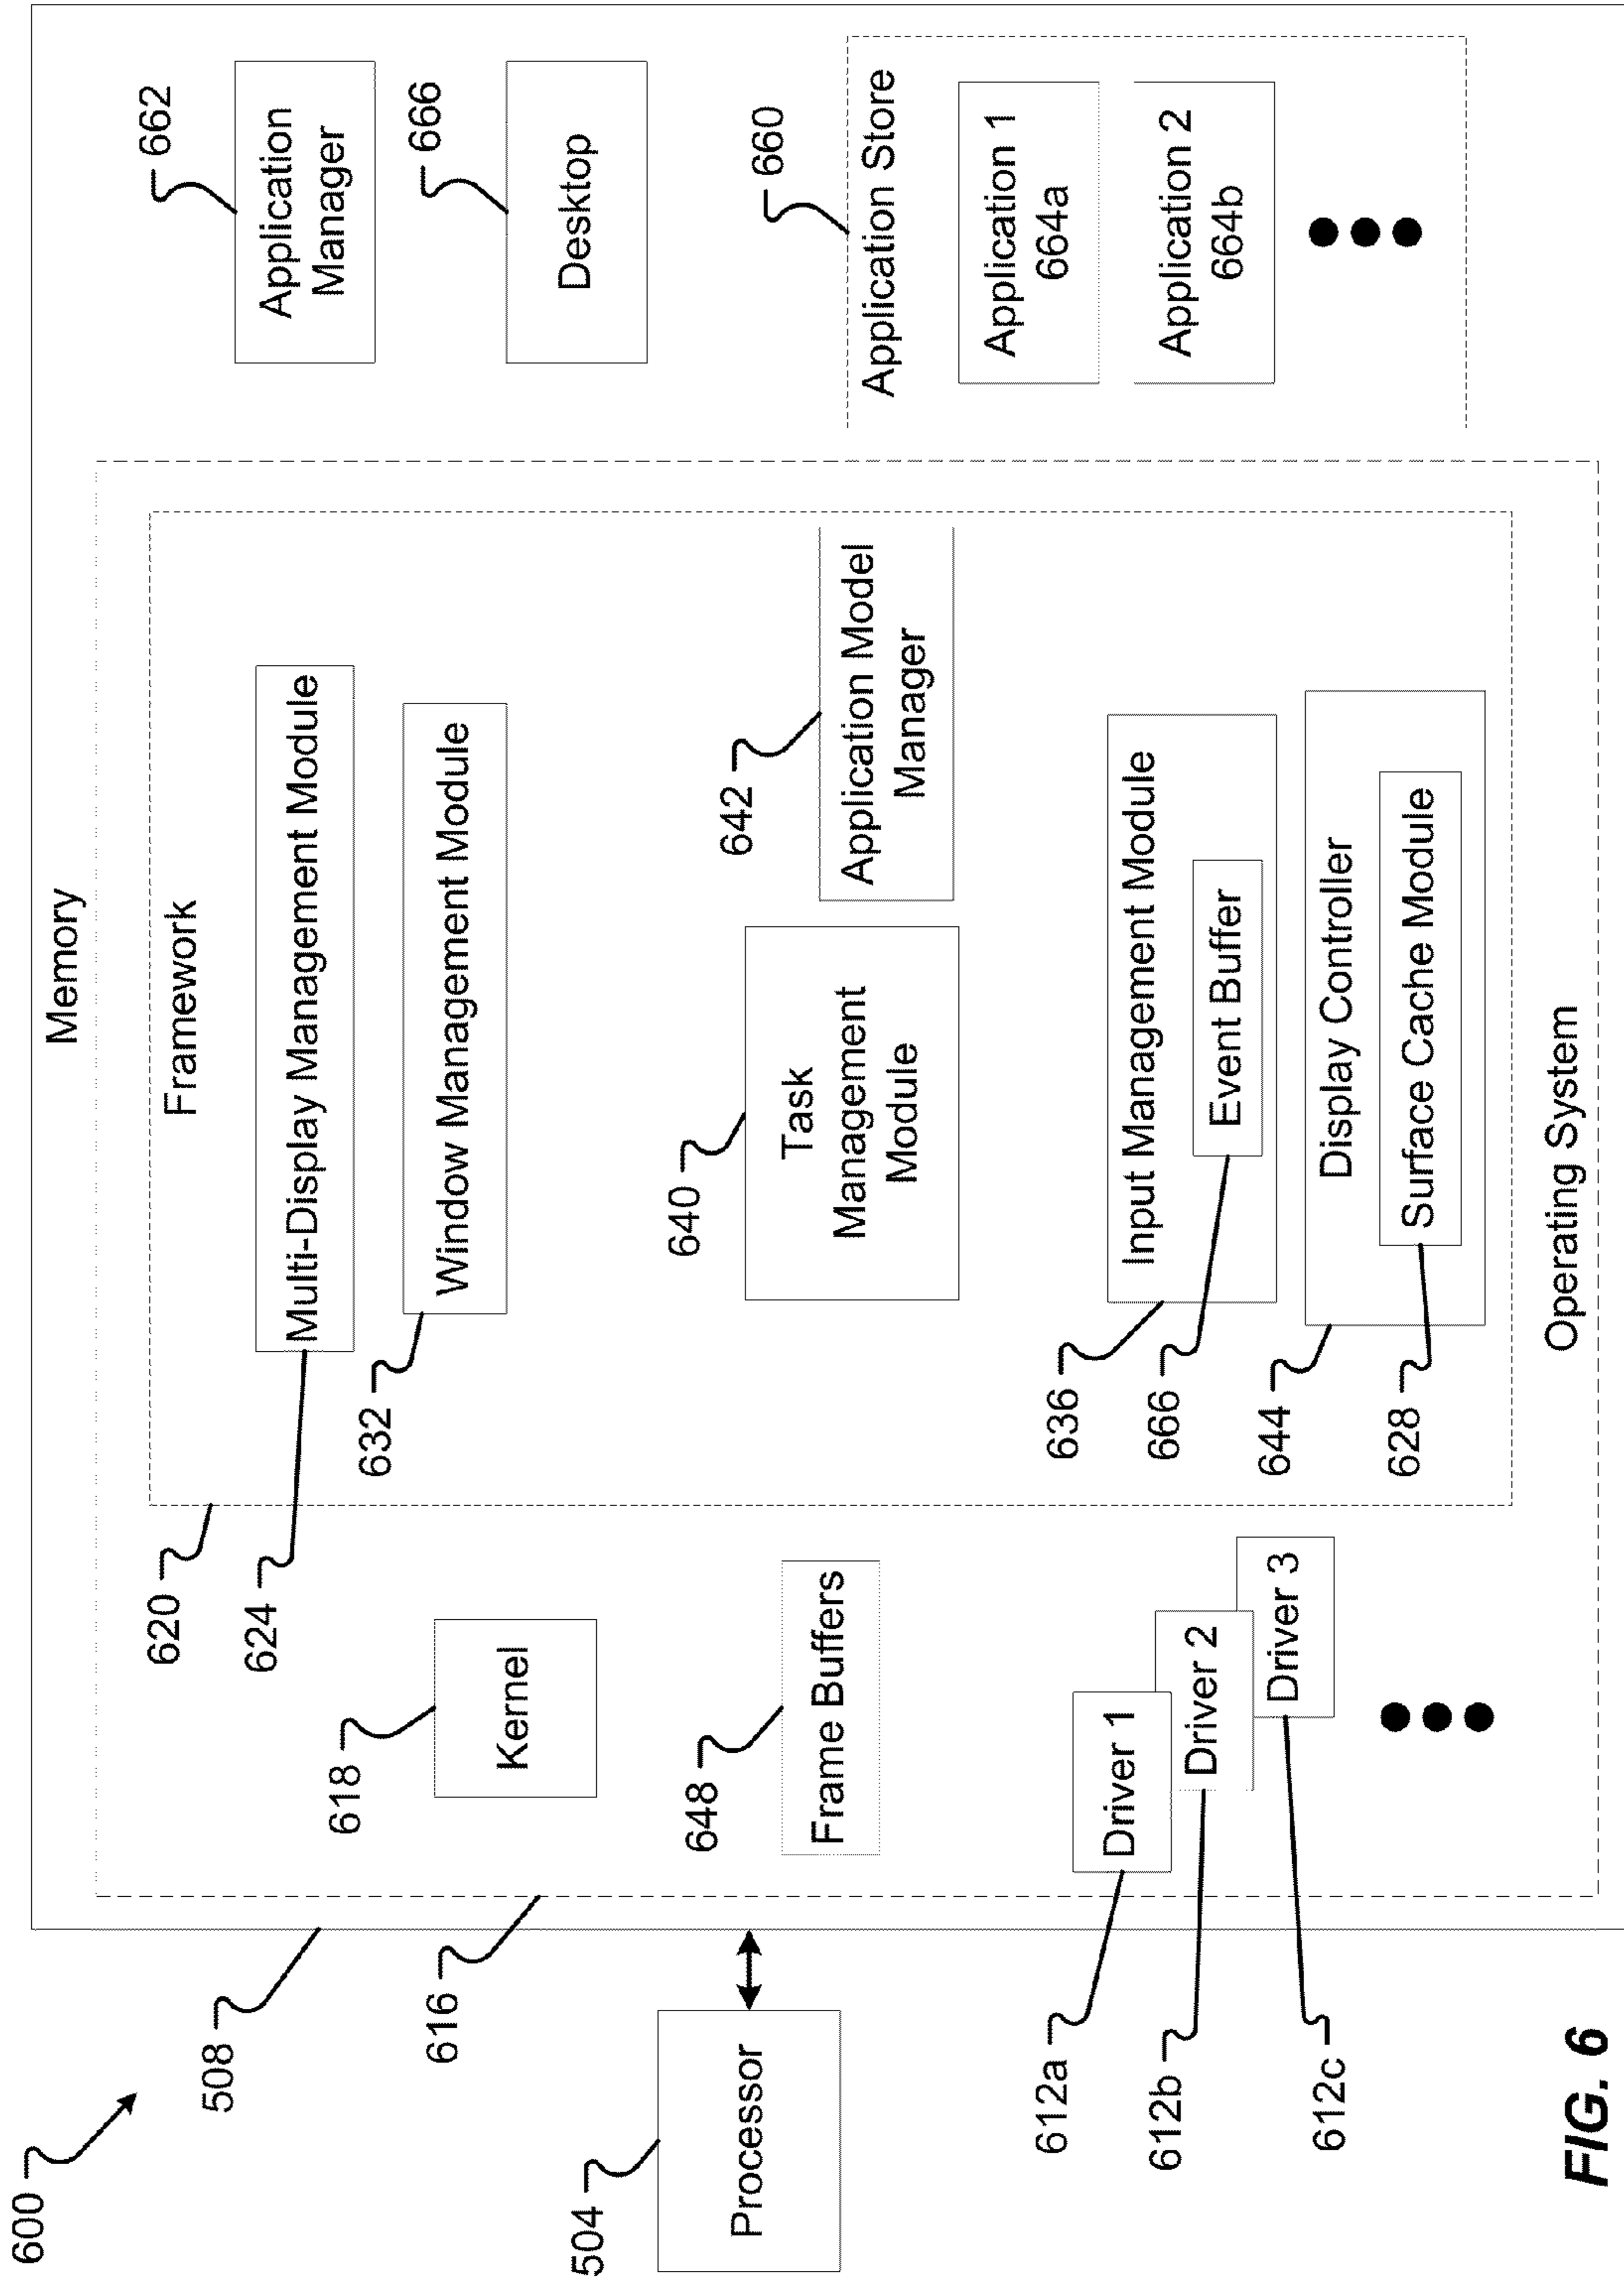 600
508
Memory
616
Operating System
504
Processor
620
Framework
624
Multi-Display Management Module
632
Window Management Module
618
Kernel
648
Frame Buffers
640
Task
Management
Module
642
Application Model
Manager
612a
Driver 1
612b
Driver 2
612c
Driver 3
636
Input Management Module
666
Event Buffer
644
Display Controller
628
Surface Cache Module
662
Application
Manager
666
Desktop
660
Application Store
Application 1
664a
Application 2
664b
FIG. 6